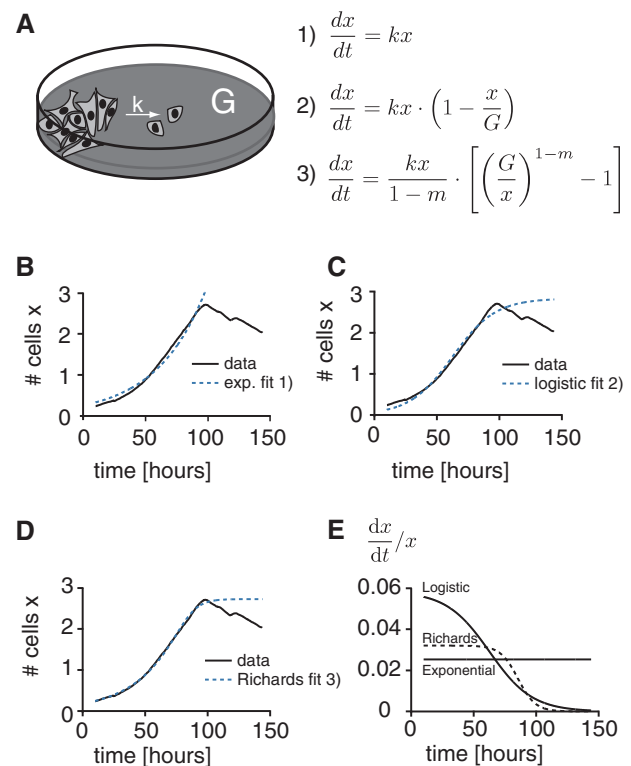 A
k
G
1) dx/dt = kx
2) dx/dt = kx · (1 − x/G)
3) dx/dt = kx/(1−m) · [(G/x)^{1−m} − 1]
B
# cells x
3
2
1
0
data
exp. fit 1)
0 50 100 150
time [hours]
C
# cells x
3
2
1
0
data
logistic fit 2)
0 50 100 150
time [hours]
D
# cells x
3
2
1
0
data
Richards fit 3)
0 50 100 150
time [hours]
E
dx/dt /x
0.06
0.04
0.02
0
Logistic
Richards
Exponential
0 50 100 150
time [hours]